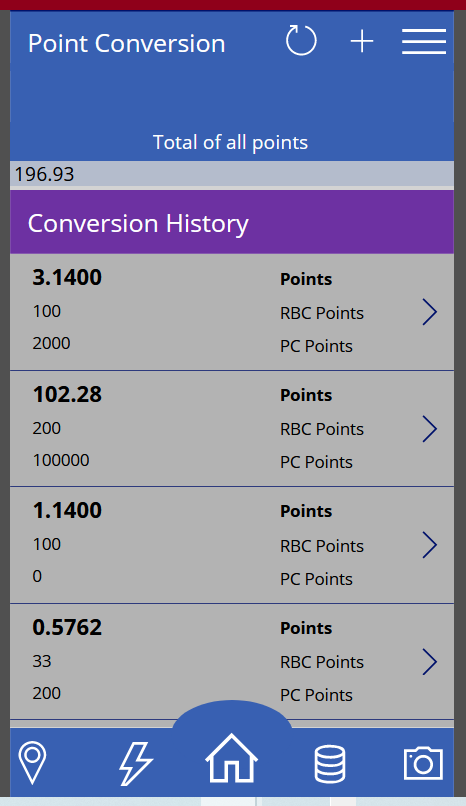 Point Conversion
Total of all points
196.93
Conversion History
3.1400 Points
100 RBC Points
2000 PC Points
102.28 Points
200 RBC Points
100000 PC Points
1.1400 Points
100 RBC Points
0 PC Points
0.5762 Points
33 RBC Points
200 PC Points